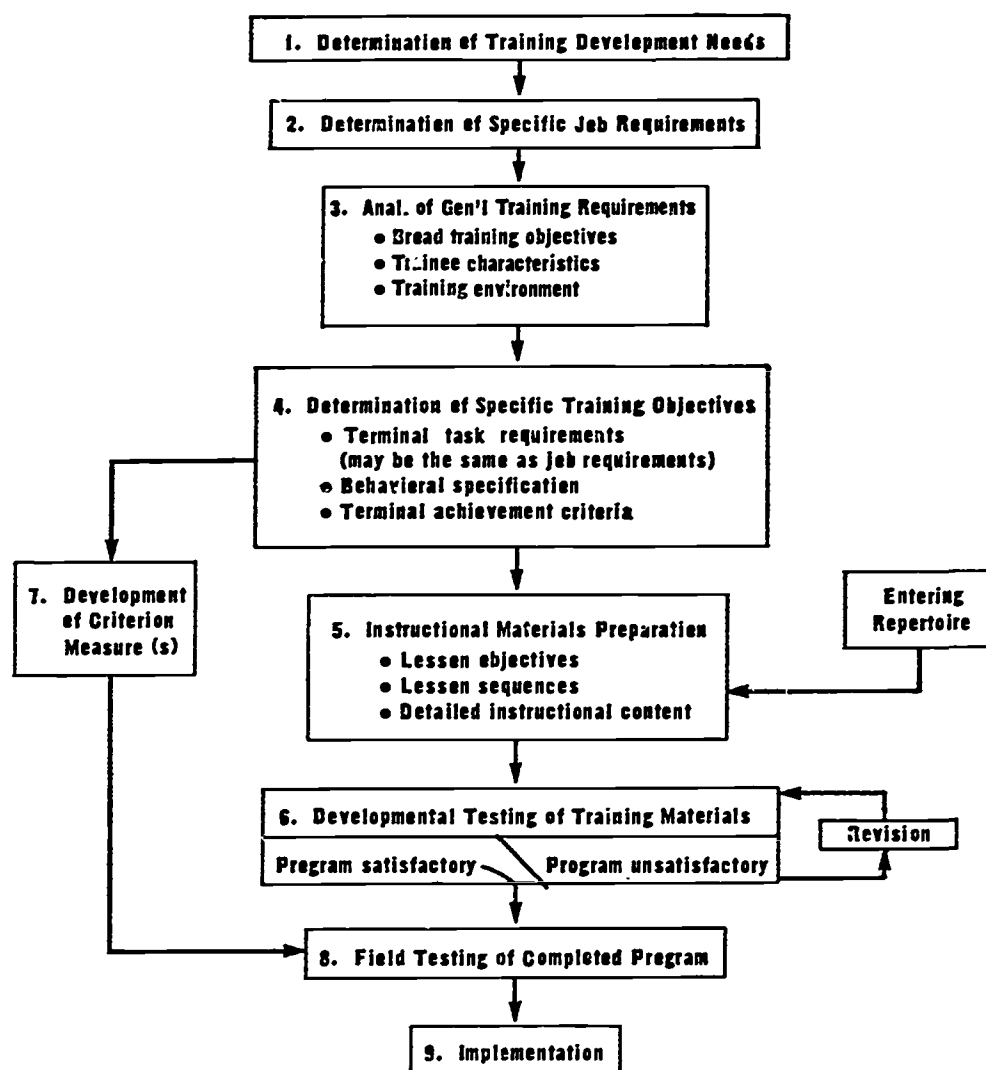 1. Determination of Training Development Needs
2. Determination of Specific Job Requirements
3. Anal. of Gen'l Training Requirements
• Broad training objectives
• Trainee characteristics
• Training environment
4. Determination of Specific Training Objectives
• Terminal task requirements
(may be the same as job requirements)
• Behavioral specification
• Terminal achievement criteria
7. Development
of Criterion
Measure (s)
5. Instructional Materials Preparation
• Lesson objectives
• Lesson sequences
• Detailed instructional content
Entering
Repertoire
6. Developmental Testing of Training Materials
Program satisfactory
Program unsatisfactory
Revision
8. Field Testing of Completed Program
9. Implementation